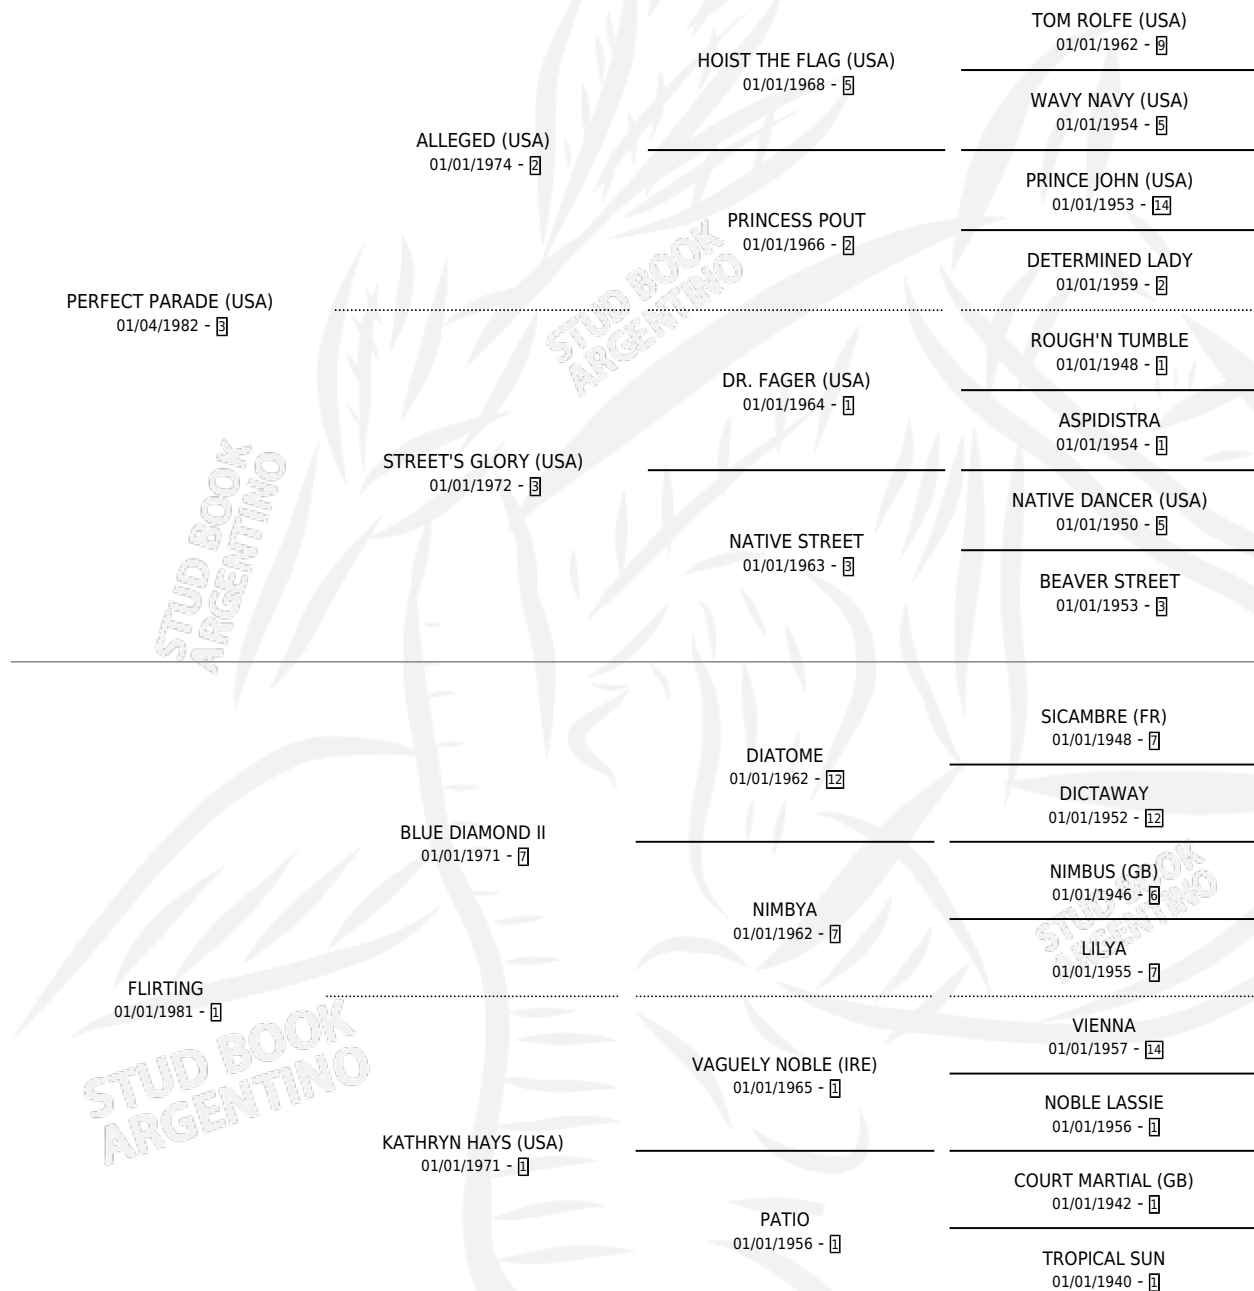 TOM ROLFE (USA)
01/01/1962 - 9
HOIST THE FLAG (USA)
01/01/1968 - 5
WAVY NAVY (USA)
01/01/1954 - 5
ALLEGED (USA)
01/01/1974 - 2
PRINCE JOHN (USA)
01/01/1953 - 14
PRINCESS POUT
01/01/1966 - 2
DETERMINED LADY
01/01/1959 - 2
PERFECT PARADE (USA)
01/04/1982 - 3
ROUGH'N TUMBLE
01/01/1948 - 1
DR. FAGER (USA)
01/01/1964 - 1
ASPIDISTRA
01/01/1954 - 1
STREET'S GLORY (USA)
01/01/1972 - 3
NATIVE DANCER (USA)
01/01/1950 - 5
NATIVE STREET
01/01/1963 - 3
BEAVER STREET
01/01/1953 - 3
SICAMBRE (FR)
01/01/1948 - 7
DIATOME
01/01/1962 - 12
DICTAWAY
01/01/1952 - 12
BLUE DIAMOND II
01/01/1971 - 7
NIMBUS (GB)
01/01/1946 - 6
NIMBYA
01/01/1962 - 7
LILYA
01/01/1955 - 7
FLIRTING
01/01/1981 - 1
VIENNA
01/01/1957 - 14
VAGUELY NOBLE (IRE)
01/01/1965 - 1
NOBLE LASSIE
01/01/1956 - 1
KATHRYN HAYS (USA)
01/01/1971 - 1
COURT MARTIAL (GB)
01/01/1942 - 1
PATIO
01/01/1956 - 1
TROPICAL SUN
01/01/1940 - 1
STUD BOOK
ARGENTINO
STUD BOOK
ARGENTINO
STUD BOOK
ARGENTINO
STUD BOOK
ARGENTINO